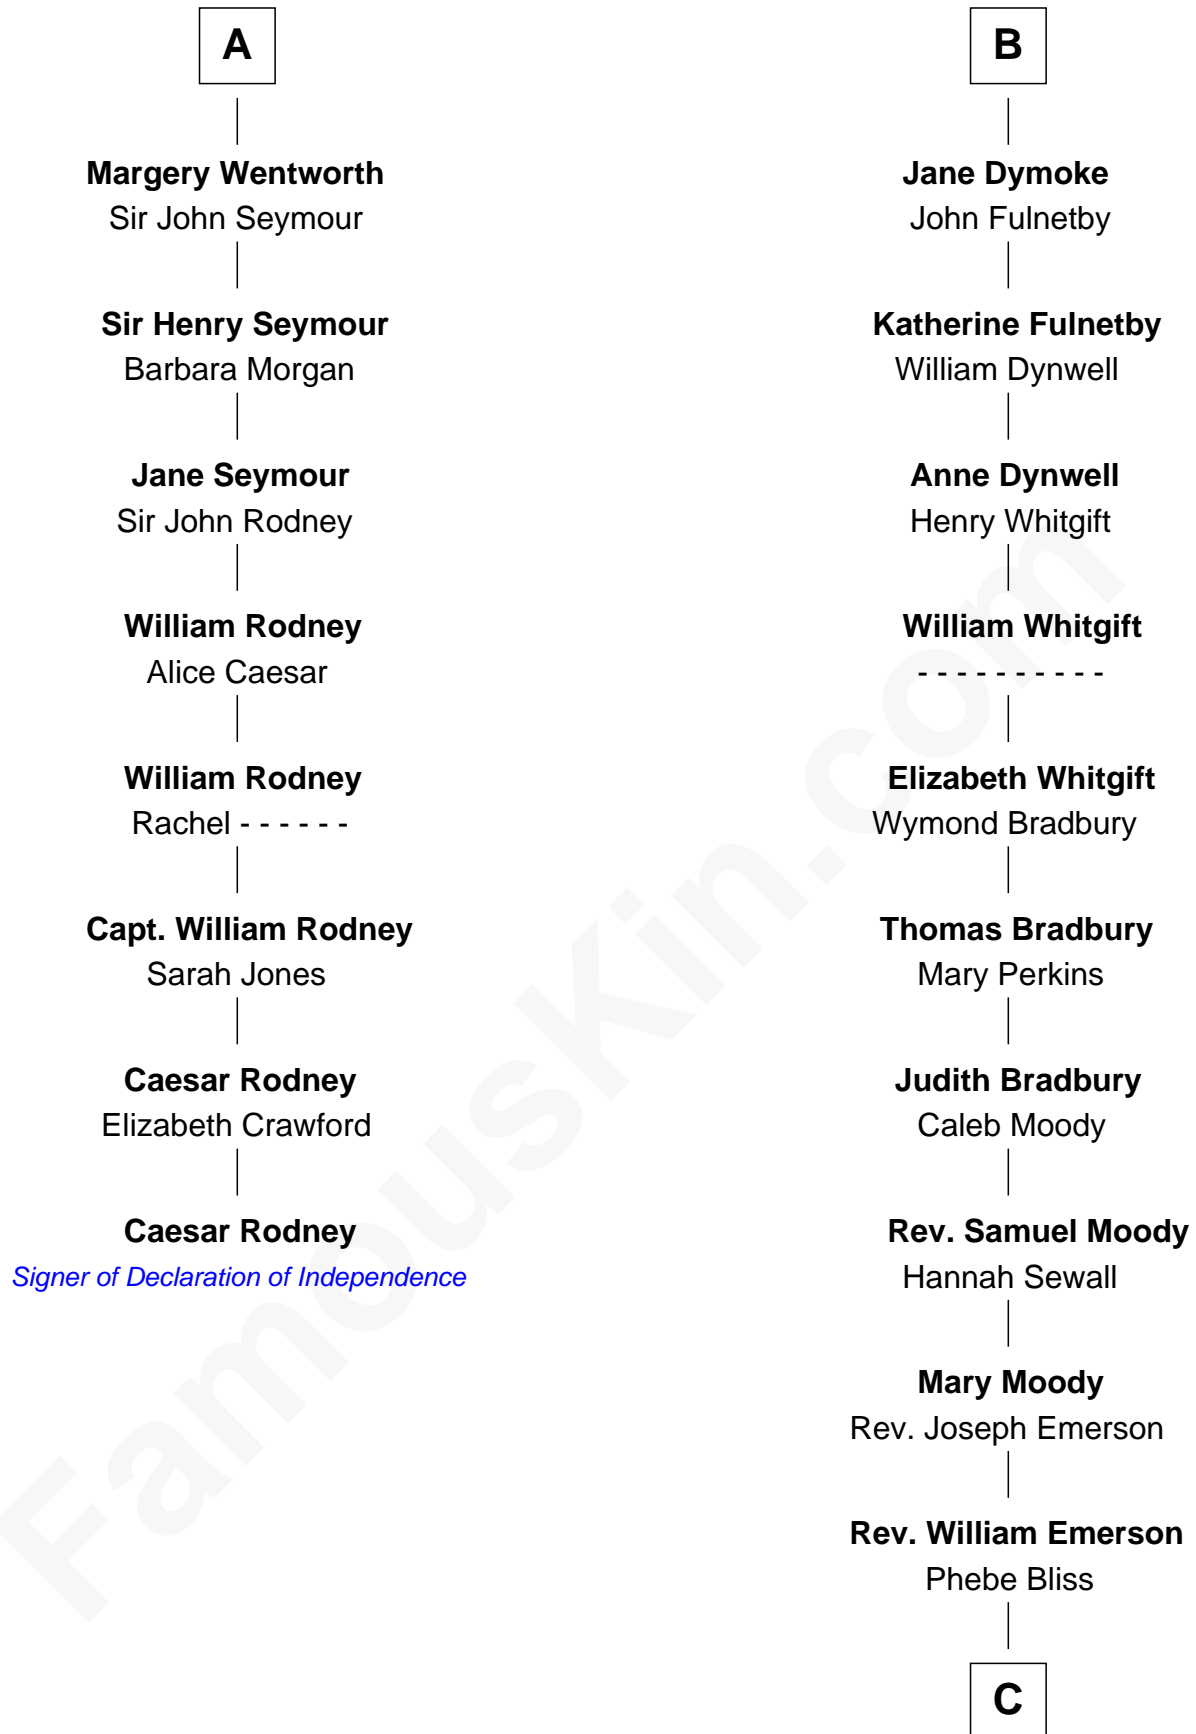 A
Margery Wentworth
Sir John Seymour
Sir Henry Seymour
Barbara Morgan
Jane Seymour
Sir John Rodney
William Rodney
Alice Caesar
William Rodney
Rachel - - - - - -
Capt. William Rodney
Sarah Jones
Caesar Rodney
Elizabeth Crawford
Caesar Rodney
Signer of Declaration of Independence
B
Jane Dymoke
John Fulnetby
Katherine Fulnetby
William Dynwell
Anne Dynwell
Henry Whitgift
William Whitgift
- - - - - - - - - -
Elizabeth Whitgift
Wymond Bradbury
Thomas Bradbury
Mary Perkins
Judith Bradbury
Caleb Moody
Rev. Samuel Moody
Hannah Sewall
Mary Moody
Rev. Joseph Emerson
Rev. William Emerson
Phebe Bliss
C
FamousKin.com